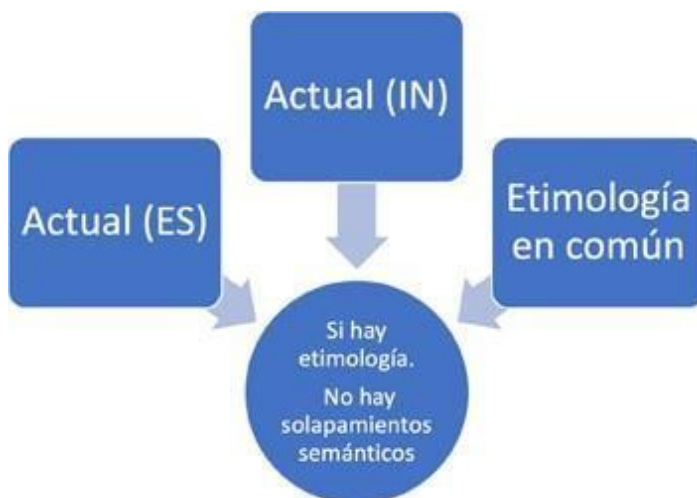 Actual (IN)
Actual (ES)
Etimología
en común
Si hay
etimología.
No hay
solapamientos
semánticos